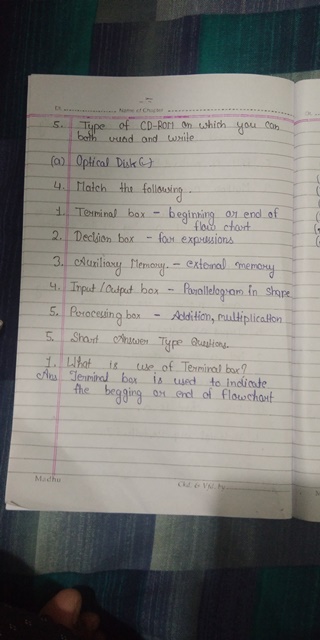 Dt. Name of Chapter
5. Type of CD-ROM on which you can
both read and write
(a) Optical Disk (✓)
4. Match the following.
1. Terminal box - beginning or end of
flow chart
2. Decision box - for expressions
3. Auxiliary Memory. - external memory
4. Input / Output box - Parallelogram in shape
5. Processing box - Addition, multiplication
5. Short Answer Type Questions.
1. What is use of Terminal box?
Ans Terminal box is used to indicate
the begging or end of flowchart
Madhu Ckd. & Vfd. by